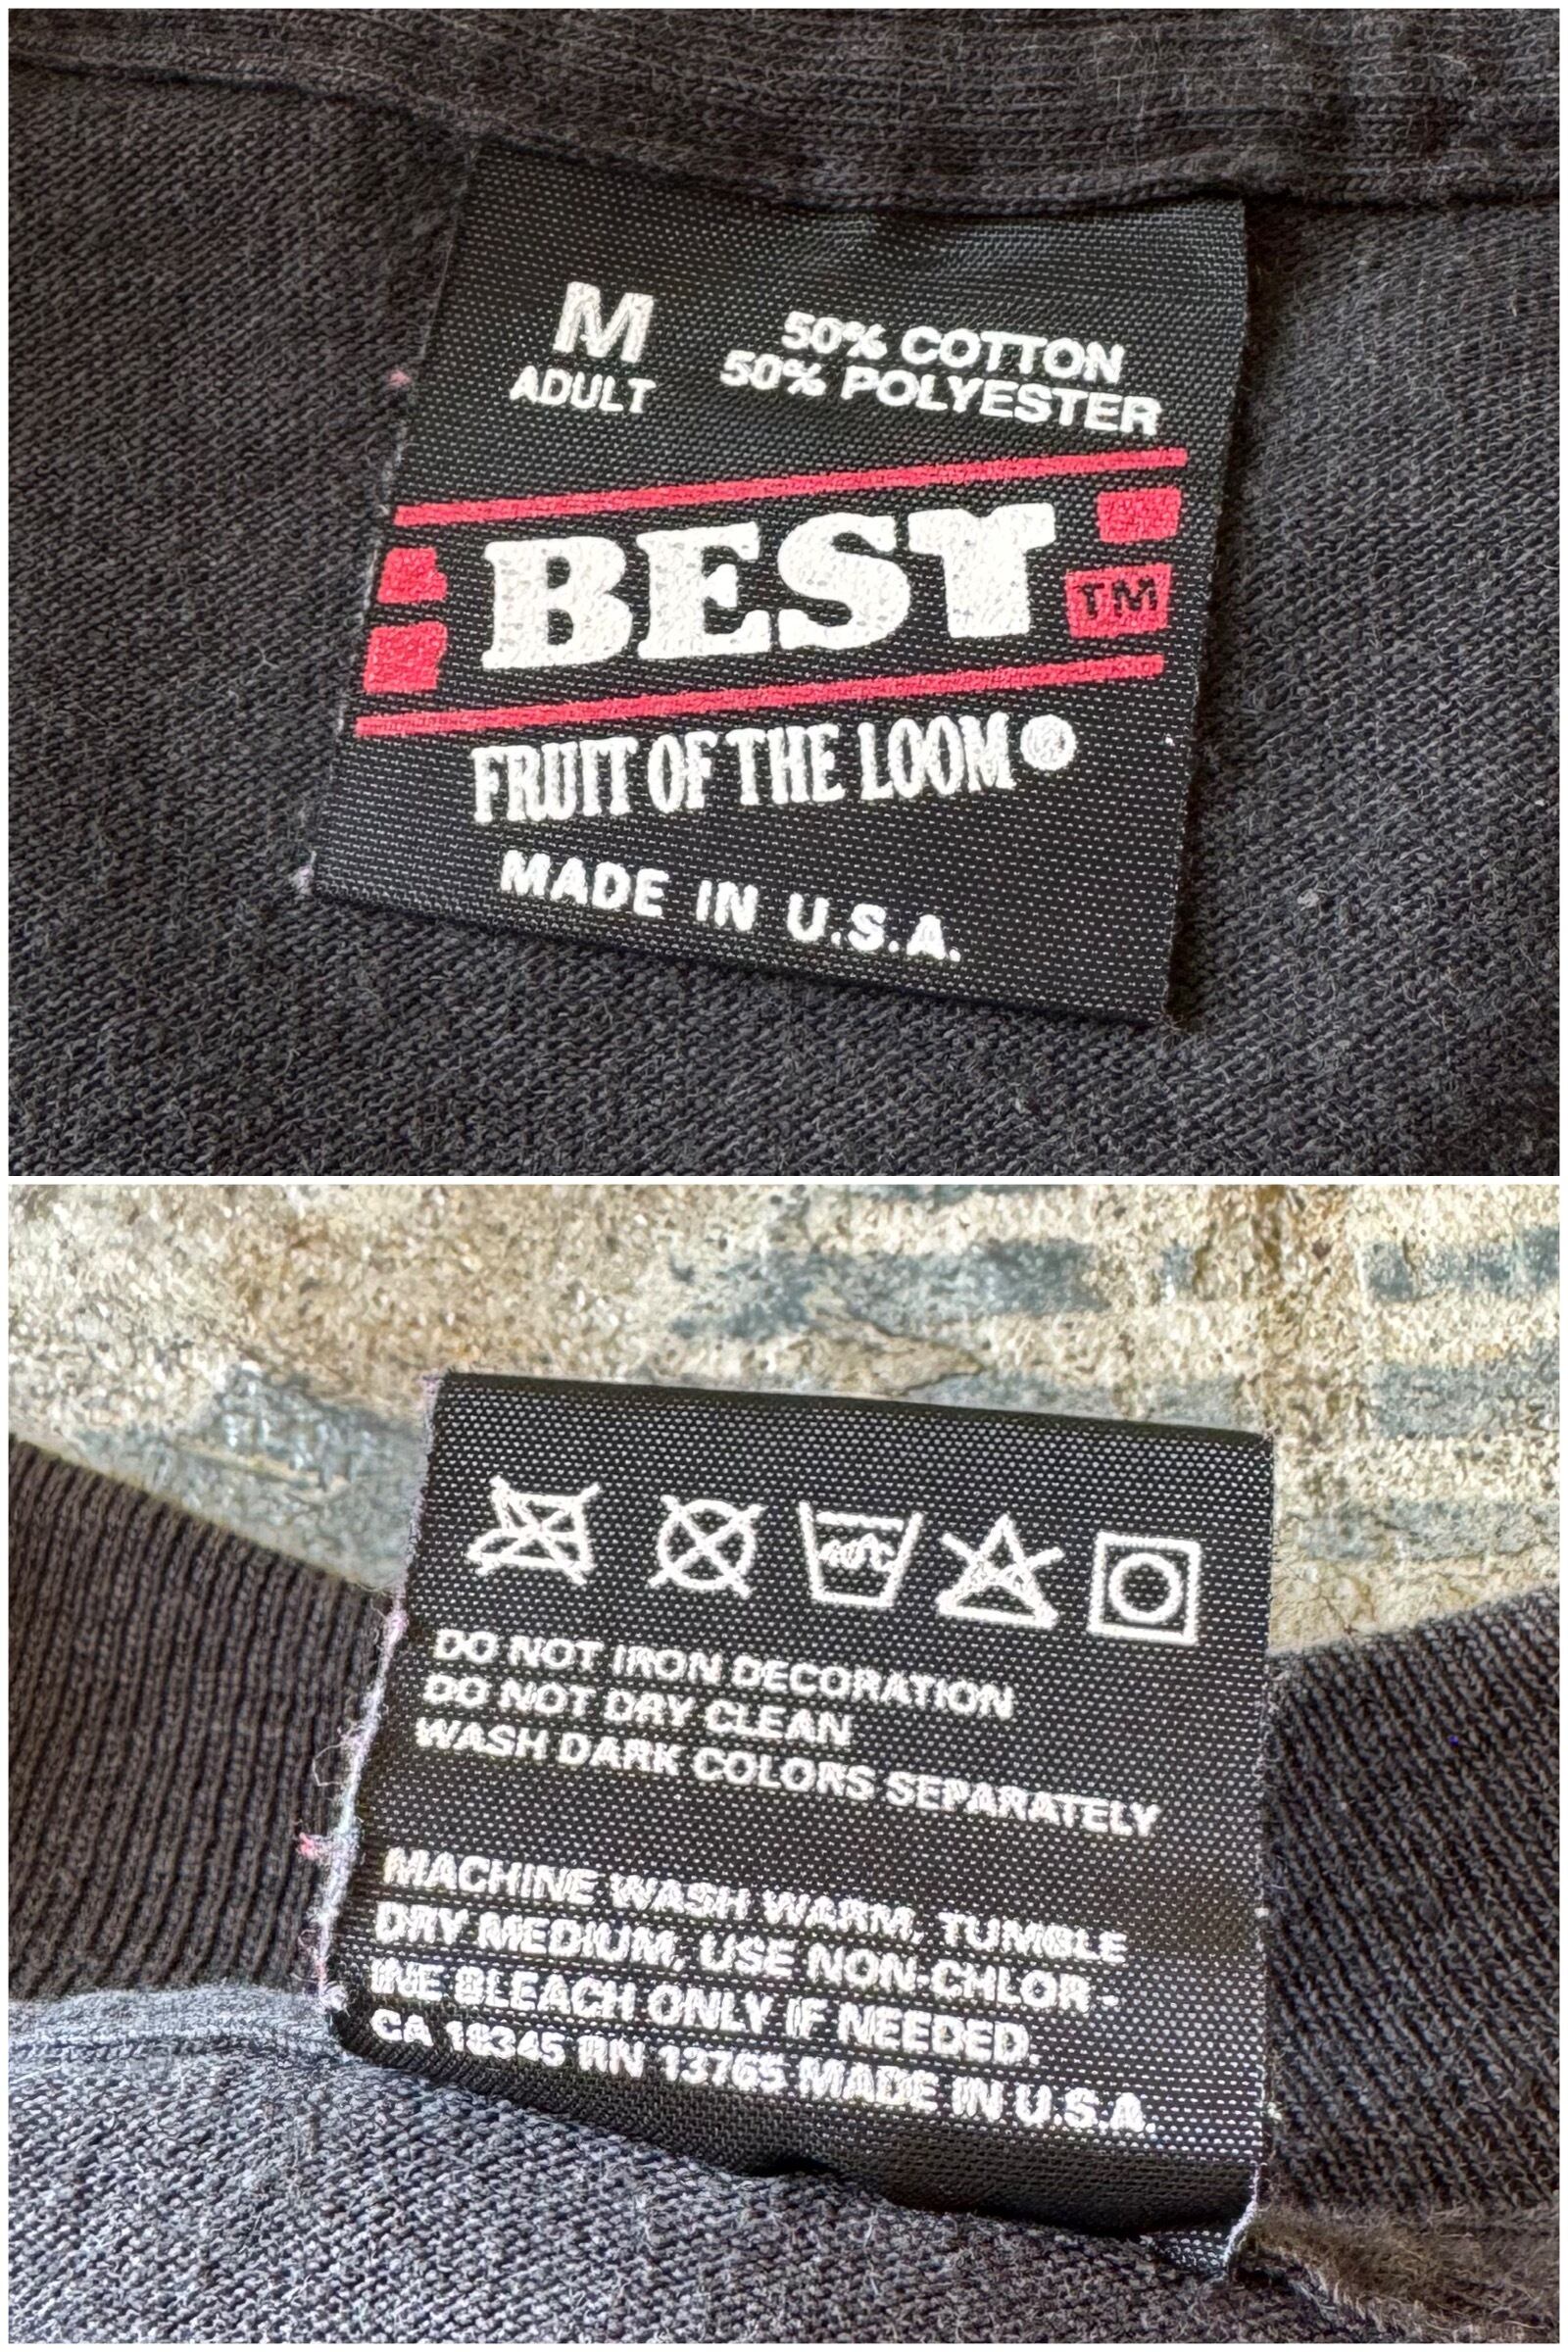 M
ADULT
50% COTTON
50% POLYESTER
BEST
TM
FRUIT OF THE LOOM®
MADE IN U.S.A.
40°C
DO NOT IRON DECORATION
DO NOT DRY CLEAN
WASH DARK COLORS SEPARATELY
MACHINE WASH WARM, TUMBLE
DRY MEDIUM, USE NON-CHLOR-
INE BLEACH ONLY IF NEEDED.
CA 18345 RN 13765 MADE IN U.S.A.